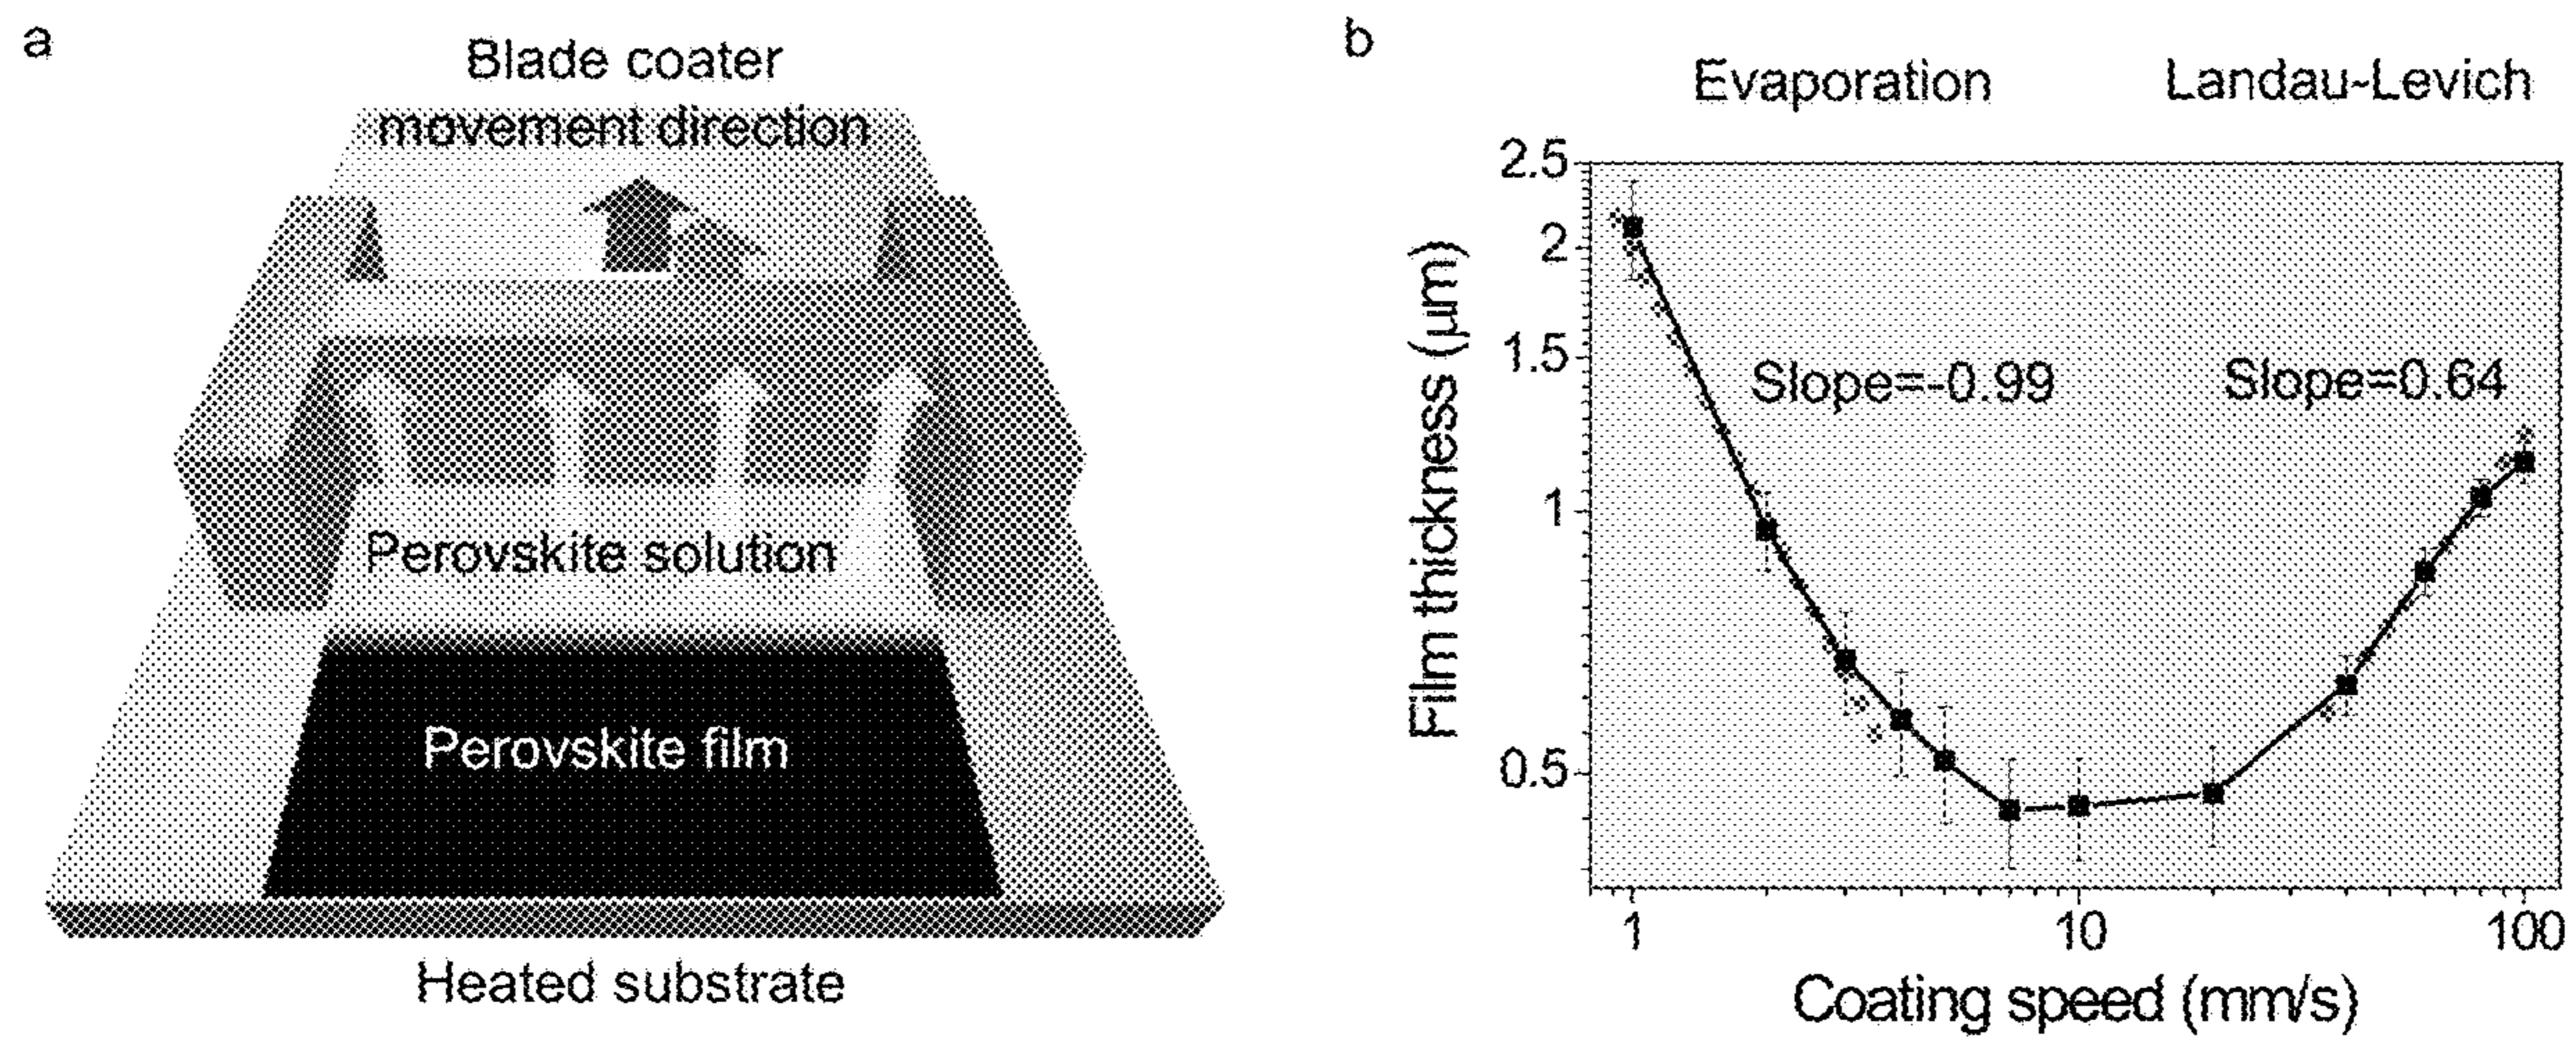 a
Blade coater
movement direction
Perovskite solution
Perovskite film
Heated substrate
b
Evaporation
Landau-Levich
2.5
2
1.5
1
0.5
Film thickness (µm)
Slope=-0.99
Slope=0.64
1
10
100
Coating speed (mm/s)